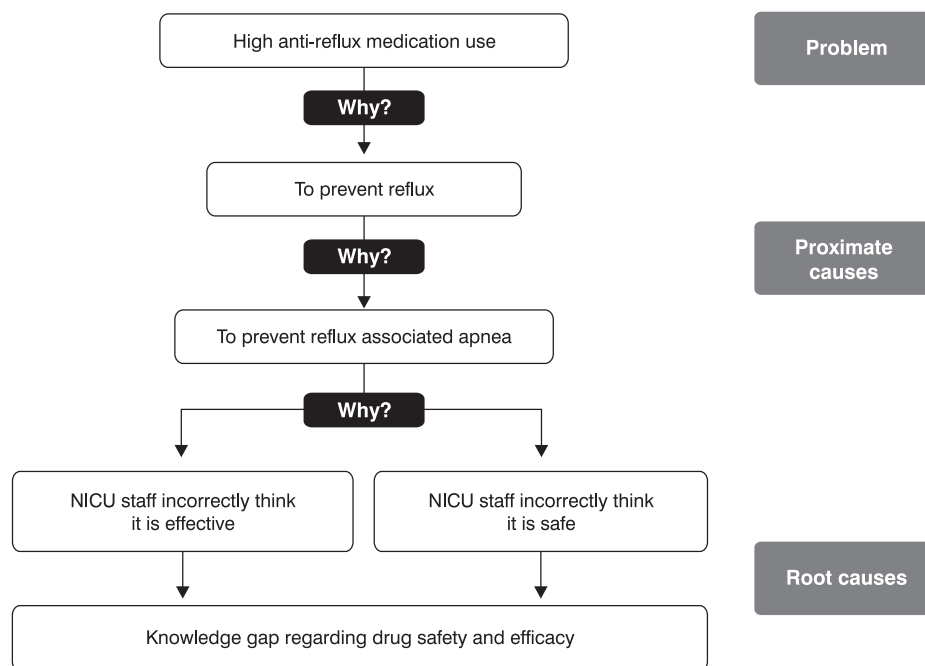 High anti-reflux medication use
Problem
Why?
To prevent reflux
Why?
Proximate
causes
To prevent reflux associated apnea
Why?
NICU staff incorrectly think
it is effective
NICU staff incorrectly think
it is safe
Root causes
Knowledge gap regarding drug safety and efficacy